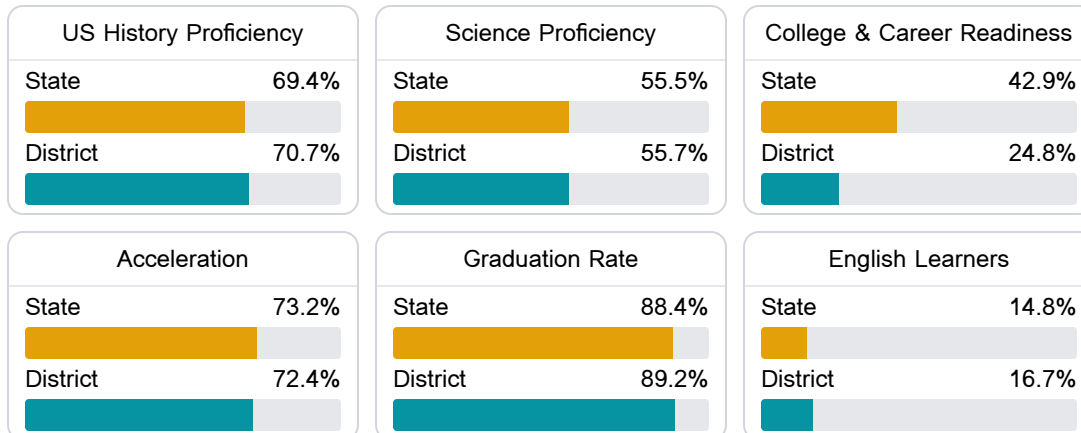 US History Proficiency
State 69.4%
District 70.7%
Science Proficiency
State 55.5%
District 55.7%
College & Career Readiness
State 42.9%
District 24.8%
Acceleration
State 73.2%
District 72.4%
Graduation Rate
State 88.4%
District 89.2%
English Learners
State 14.8%
District 16.7%